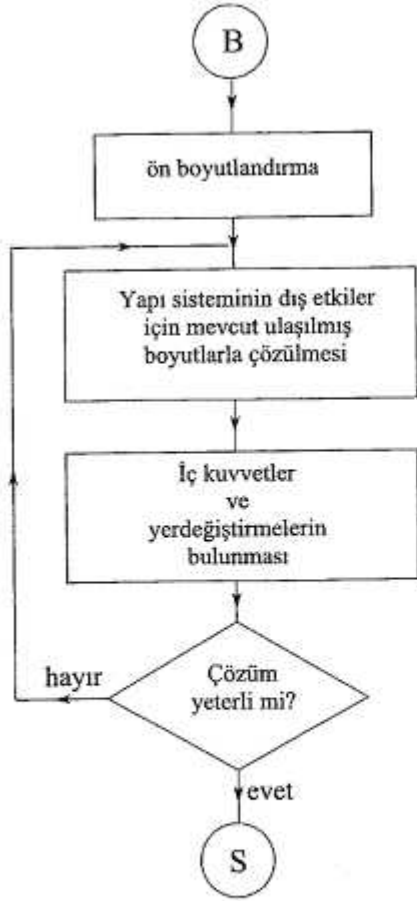 B
ön boyutlandırma
Yapı sisteminin dış etkiler
için mevcut ulaşılmış
boyutlarla çözülmesi
İç kuvvetler
ve
yerdeğiştirmelerin
bulunması
hayır
Çözüm
yeterli mi?
evet
S